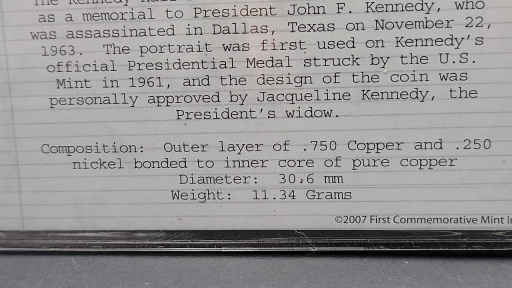 The Kennedy Half
as a memorial to President John F. Kennedy, who
was assassinated in Dallas, Texas on November 22,
1963.  The portrait was first used on Kennedy's
official Presidential Medal struck by the U.S.
Mint in 1961, and the design of the coin was
personally approved by Jacqueline Kennedy, the
President's widow.
Composition:  Outer layer of .750 Copper and .250
nickel bonded to inner core of pure copper
Diameter:  30.6 mm
Weight:  11.34 Grams
©2007 First Commemorative Mint